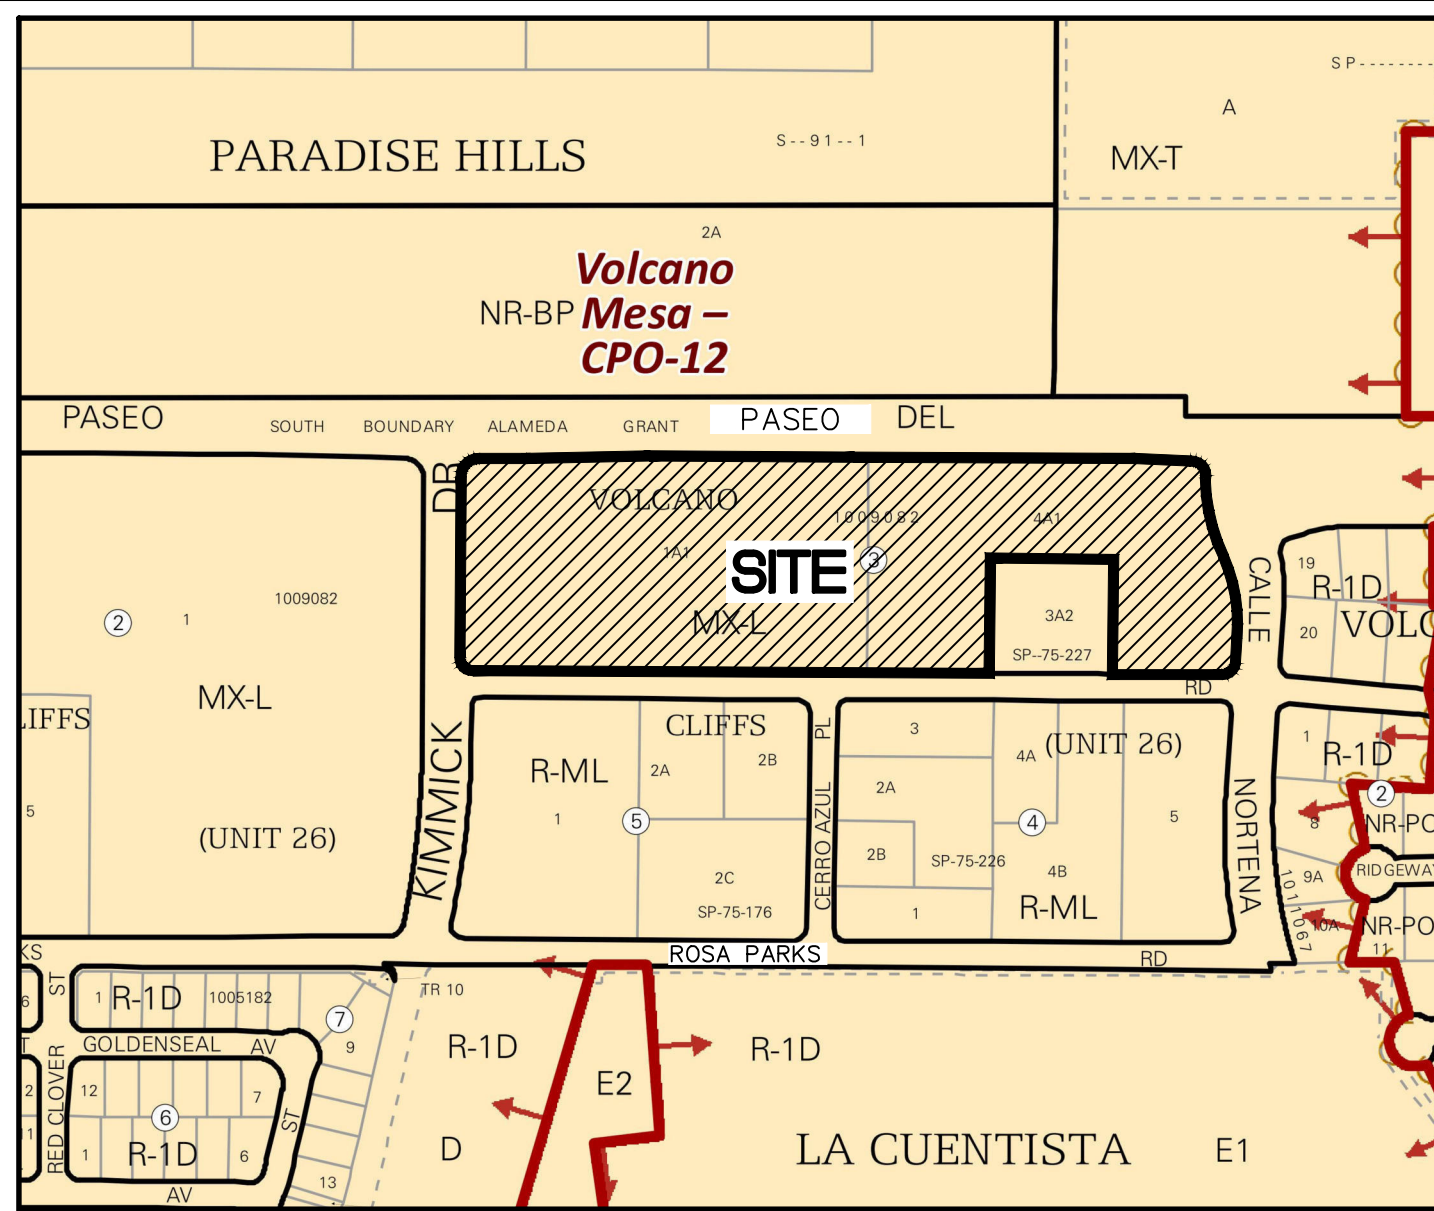 SP--------
A
S--91--1
PARADISE HILLS
MX-T
2A
Volcano
NR-BP Mesa –
CPO-12
PASEO SOUTH BOUNDARY ALAMEDA GRANT PASEO DEL
DR
VOLCANO
1009082
4A1
1A1
SITE
3
19
R-1D
CALLE
1009082
2
1
3A2
20
VOLC
MX-L
SP--75-227
RD
MX-L
LIFFS
CLIFFS
PL
3
(UNIT 26)
1
R-1D
KIMMICK
R-ML
2A
2B
4A
2A
NORTENA
2
5
1
5
CERRO AZUL
4
5
8
NR-PO
(UNIT 26)
2B
SP-75-226
4B
2C
9A
RIDGEWAY
SP-75-176
1
R-ML
1011067
10A
NR-PO
11
KS
ROSA PARKS
RD
6
ST
1
R-1D
1005182
7
TR 10
T
GOLDENSEAL AV
9
R-1D
R-1D
RED CLOVER
2
12
7
E2
6
ST
11
1
R-1D
6
D
LA CUENTISTA
E1
13
AV